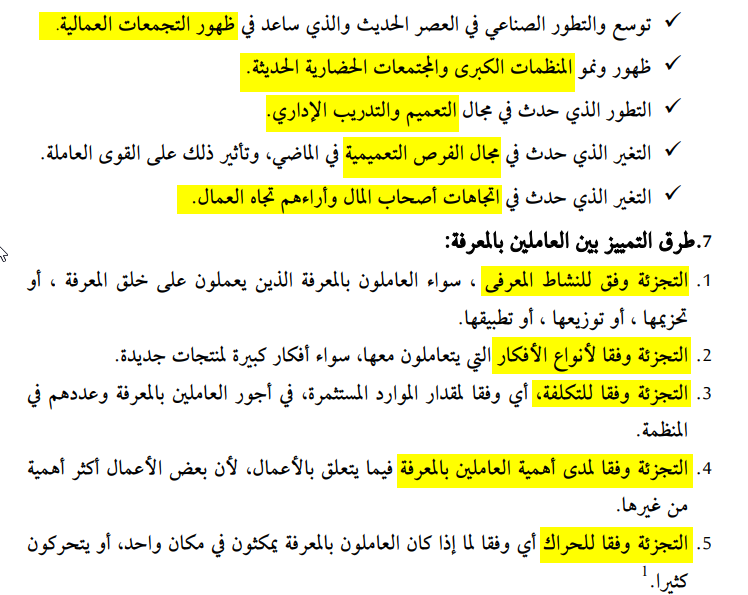 ✓ توسع والتطور الصناعي في العصر الحديث والذي ساعد في ظهور التجمعات العمالية.
✓ ظهور ونمو المنظمات الكبرى والمجتمعات الحضارية الحديثة.
✓ التطور الذي حدث في مجال التعميم والتدريب الإداري.
✓ التغير الذي حدث في مجال الفرص التعميمية في الماضي، وتأثير ذلك على القوى العاملة.
✓ التغير الذي حدث في اتجاهات أصحاب المال وأراءهم تجاه العمال.
7.طرق التمييز بين العاملين بالمعرفة:
1. التجزئة وفق للنشاط المعرفى ، سواء العاملون بالمعرفة الذين يعملون على خلق المعرفة ، أو
تحزيمها ، أو توزيعها ، أو تطبيقها.
2. التجزئة وفقا لأنواع الأفكار التي يتعاملون معها، سواء أفكار كبيرة لمنتجات جديدة.
3. التجزئة وفقا للتكلفة، أي وفقا لمقدار الموارد المستثمرة، في أجور العاملين بالمعرفة وعددهم في
المنظمة.
4. التجزئة وفقا لمدى أهمية العاملين بالمعرفة فيما يتعلق بالأعمال، لأن بعض الأعمال أكثر أهمية
من غيرها.
5. التجزئة وفقا للحراك أي وفقا لما إذا كان العاملون بالمعرفة يمكثون في مكان واحد، أو يتحركون
كثيرا.1